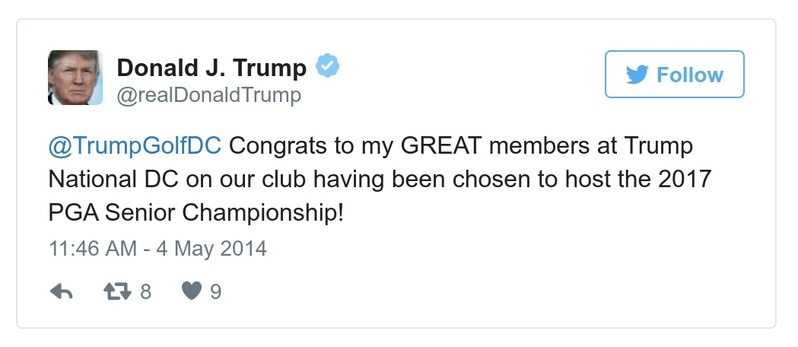 Donald J. Trump
Follow
@realDonaldTrump
@TrumpGolfDC Congrats to my GREAT members at Trump
National DC on our club having been chosen to host the 2017
PGA Senior Championship!
11:46 AM - 4 May 2014
8 9